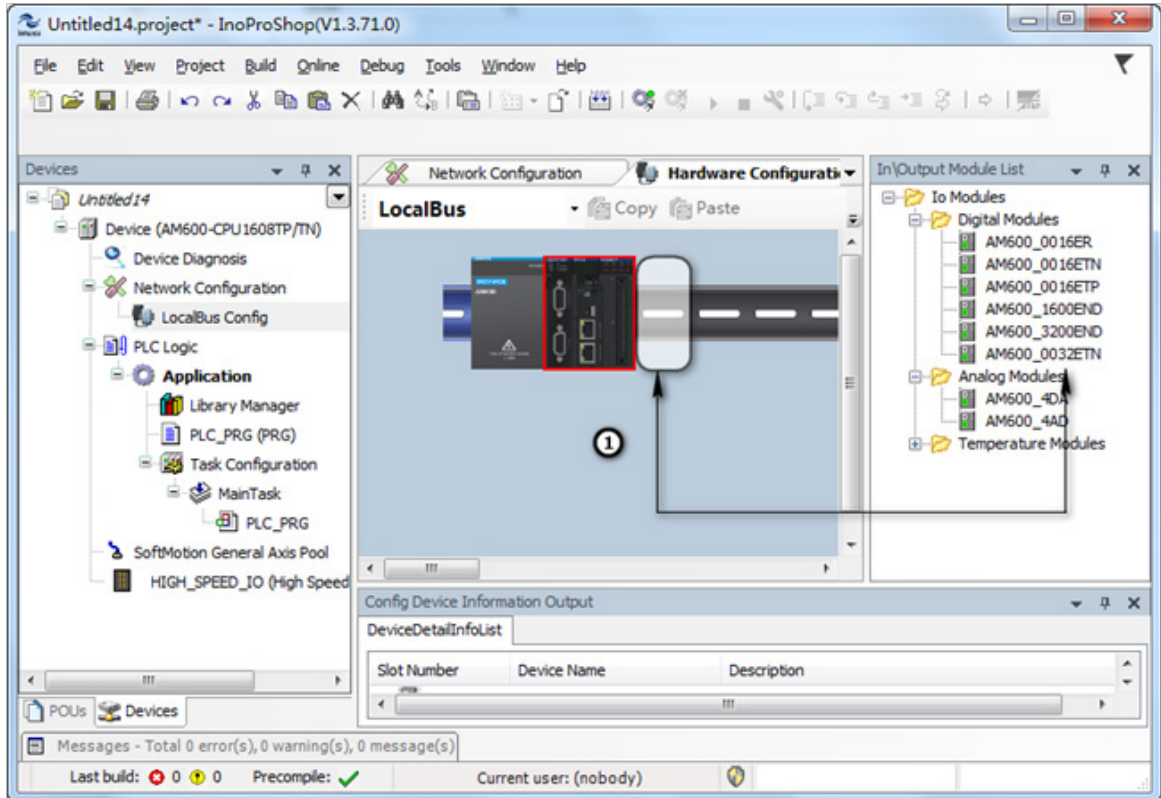 Untitled14.project* - InoProShop(V1.3.71.0)
File Edit View Project Build Online Debug Tools Window Help
Devices
Untitled14
Device (AM600-CPU1608TP/TN)
Device Diagnosis
Network Configuration
LocalBus Config
PLC Logic
Application
Library Manager
PLC_PRG (PRG)
Task Configuration
MainTask
PLC_PRG
SoftMotion General Axis Pool
HIGH_SPEED_IO (High Speed
POUs Devices
Network Configuration Hardware Configurati
LocalBus Copy Paste
1
In\Output Module List
Io Modules
Digital Modules
AM600_0016ER
AM600_0016ETN
AM600_0016ETP
AM600_1600END
AM600_3200END
AM600_0032ETN
Analog Modules
AM600_4DA
AM600_4AD
Temperature Modules
Config Device Information Output
DeviceDetailInfoList
Slot Number Device Name Description
Messages - Total 0 error(s), 0 warning(s), 0 message(s)
Last build: 0 0 Precompile: Current user: (nobody)